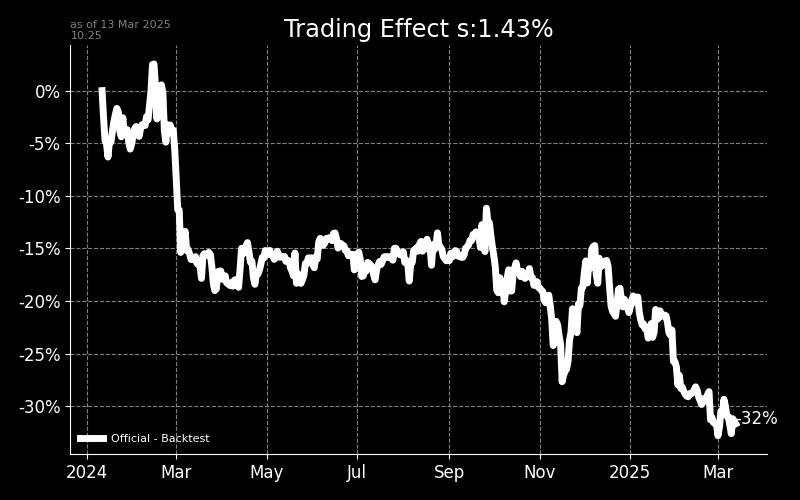 as of 13 Mar 2025
10:25
Trading Effect s:1.43%
0%
-5%
-10%
-15%
-20%
-25%
-30%
-32%
Official - Backtest
2024 Mar May Jul Sep Nov 2025 Mar